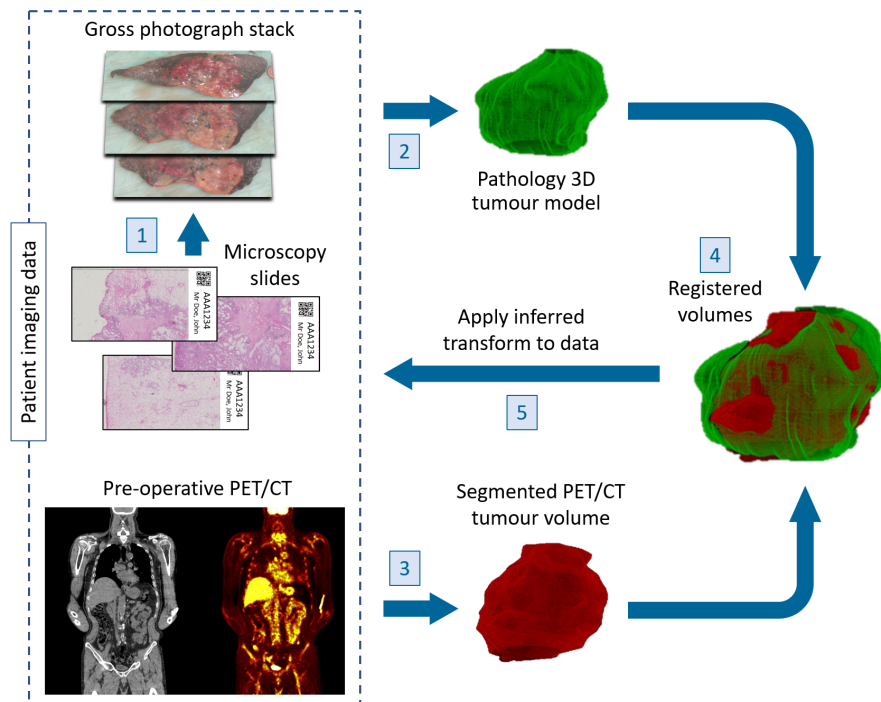 Gross photograph stack
2
Pathology 3D
tumour model
1
Microscopy
slides
AAA1234
Mr Doe, John
AAA1234
Mr Doe, John
AAA1234
Mr Doe, John
Patient imaging data
4
Registered
volumes
Apply inferred
transform to data
5
Pre-operative PET/CT
Segmented PET/CT
tumour volume
3